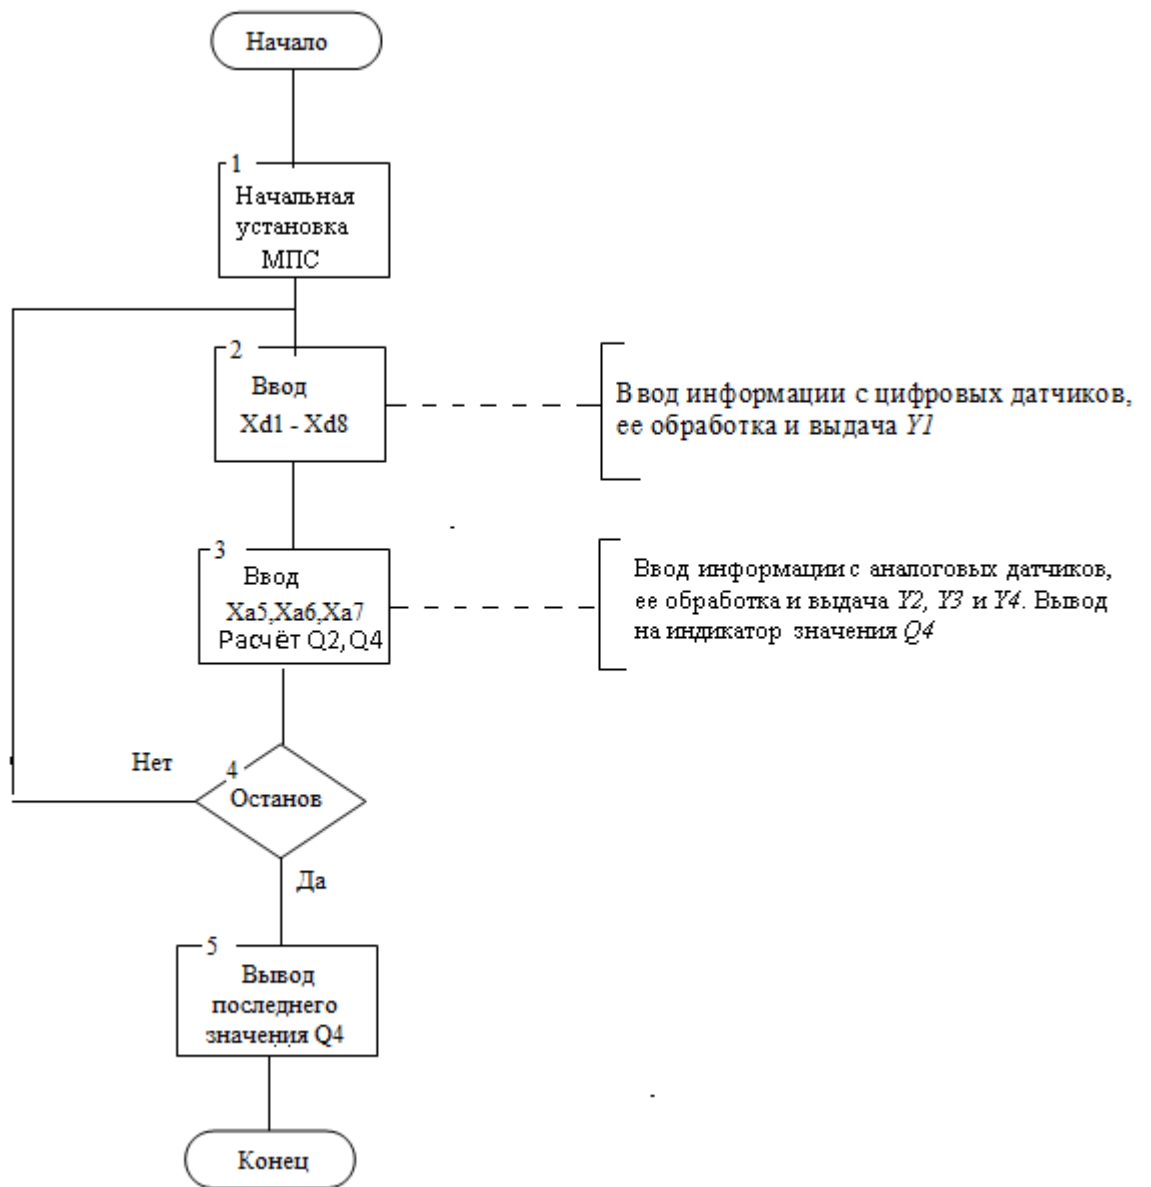 Начало
1
Начальная
установка
МПС
2
Ввод
Xd1 - Xd8
Ввод информации с цифровых датчиков,
ее обработка и выдача Y1
3
Ввод
Xa5,Xa6,Xa7
Расчёт Q2,Q4
Ввод информации с аналоговых датчиков,
ее обработка и выдача Y2, Y3 и Y4. Вывод
на индикатор значения Q4
Нет
4
Останов
Да
5
Вывод
последнего
значения Q4
Конец